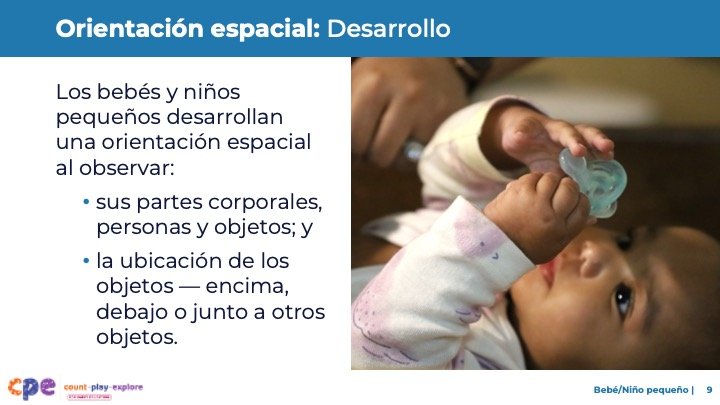 Orientación espacial: Desarrollo
Los bebés y niños
pequeños desarrollan
una orientación espacial
al observar:
• sus partes corporales,
personas y objetos; y
• la ubicación de los
objetos — encima,
debajo o junto a otros
objetos.
cpe count-play-explore
Bebé/Niño pequeño | 9